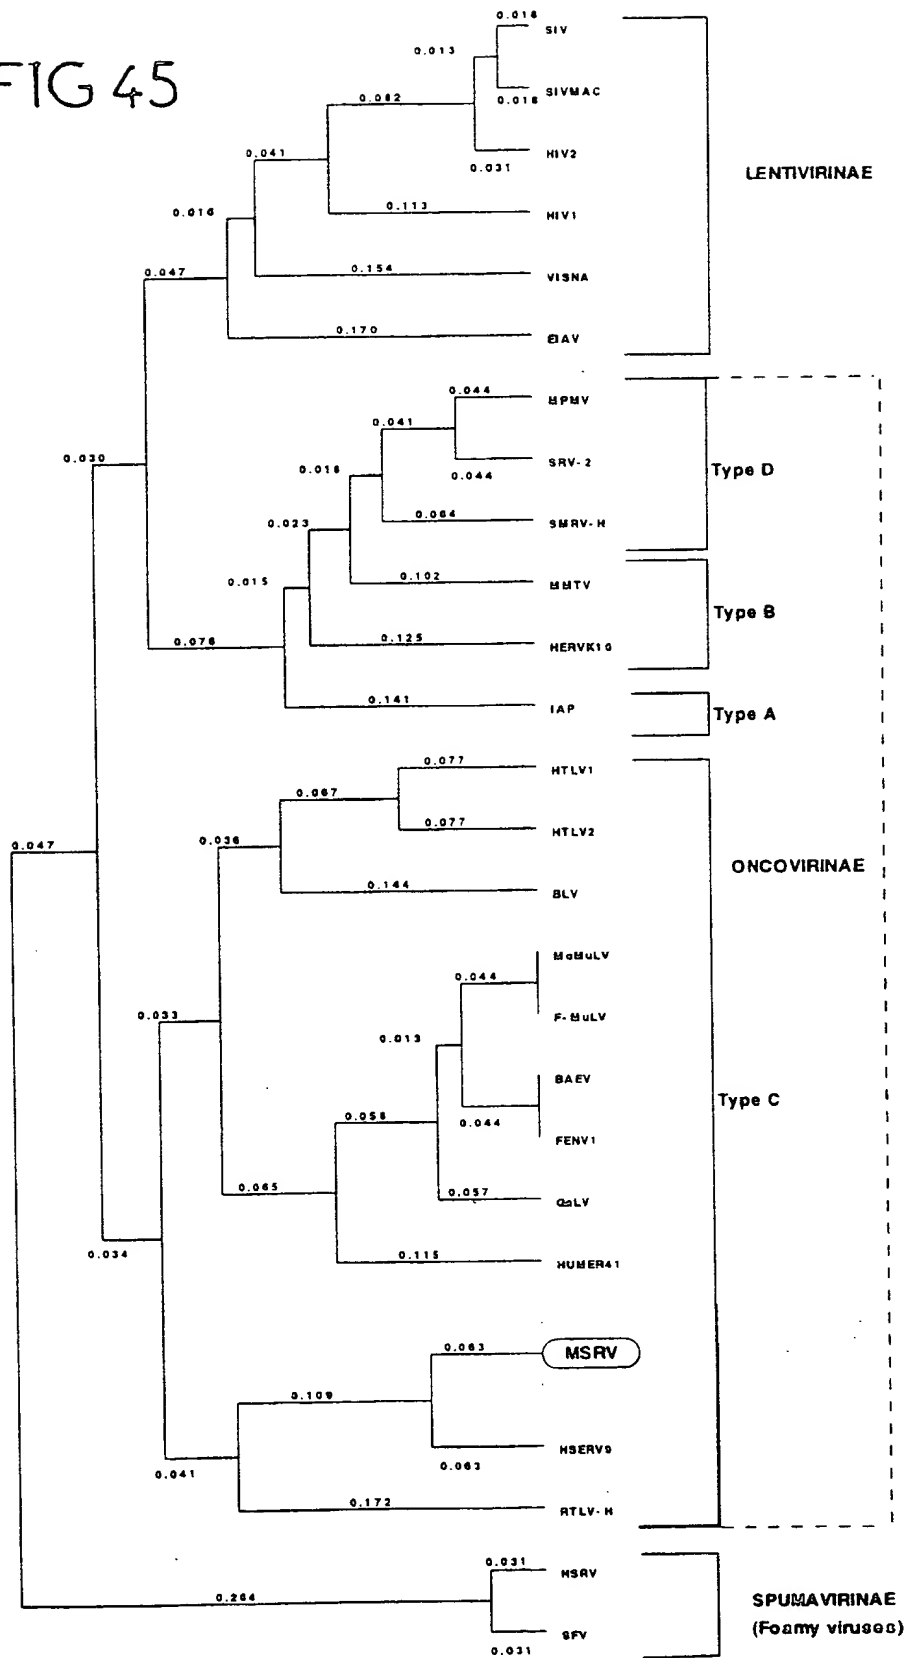 FIG 45
0.018
SIV
0.013
SIVMAC
0.018
0.082
HIV2
0.031
0.041
LENTIVIRINAE
0.016
0.113
HIV1
0.047
0.154
VISNA
0.170
EIAV
0.044
MPMV
0.041
0.030
SRV-2
0.044
Type D
0.018
0.064
SMRV-H
0.023
0.102
MMTV
0.015
Type B
0.076
0.125
HERVK10
0.141
IAP
Type A
0.077
HTLV1
0.067
0.077
HTLV2
0.036
0.047
ONCOVIRINAE
0.144
BLV
MoMuLV
0.044
F-MuLV
0.033
0.013
BAEV
Type C
0.058
0.044
FENV1
0.065
0.057
GaLV
0.034
0.115
HUMER41
0.063
MSRV
0.109
HSERV9
0.063
0.041
0.172
RTLV-H
0.031
HSRV
0.264
SPUMAVIRINAE
(Foamy viruses)
SFV
0.031